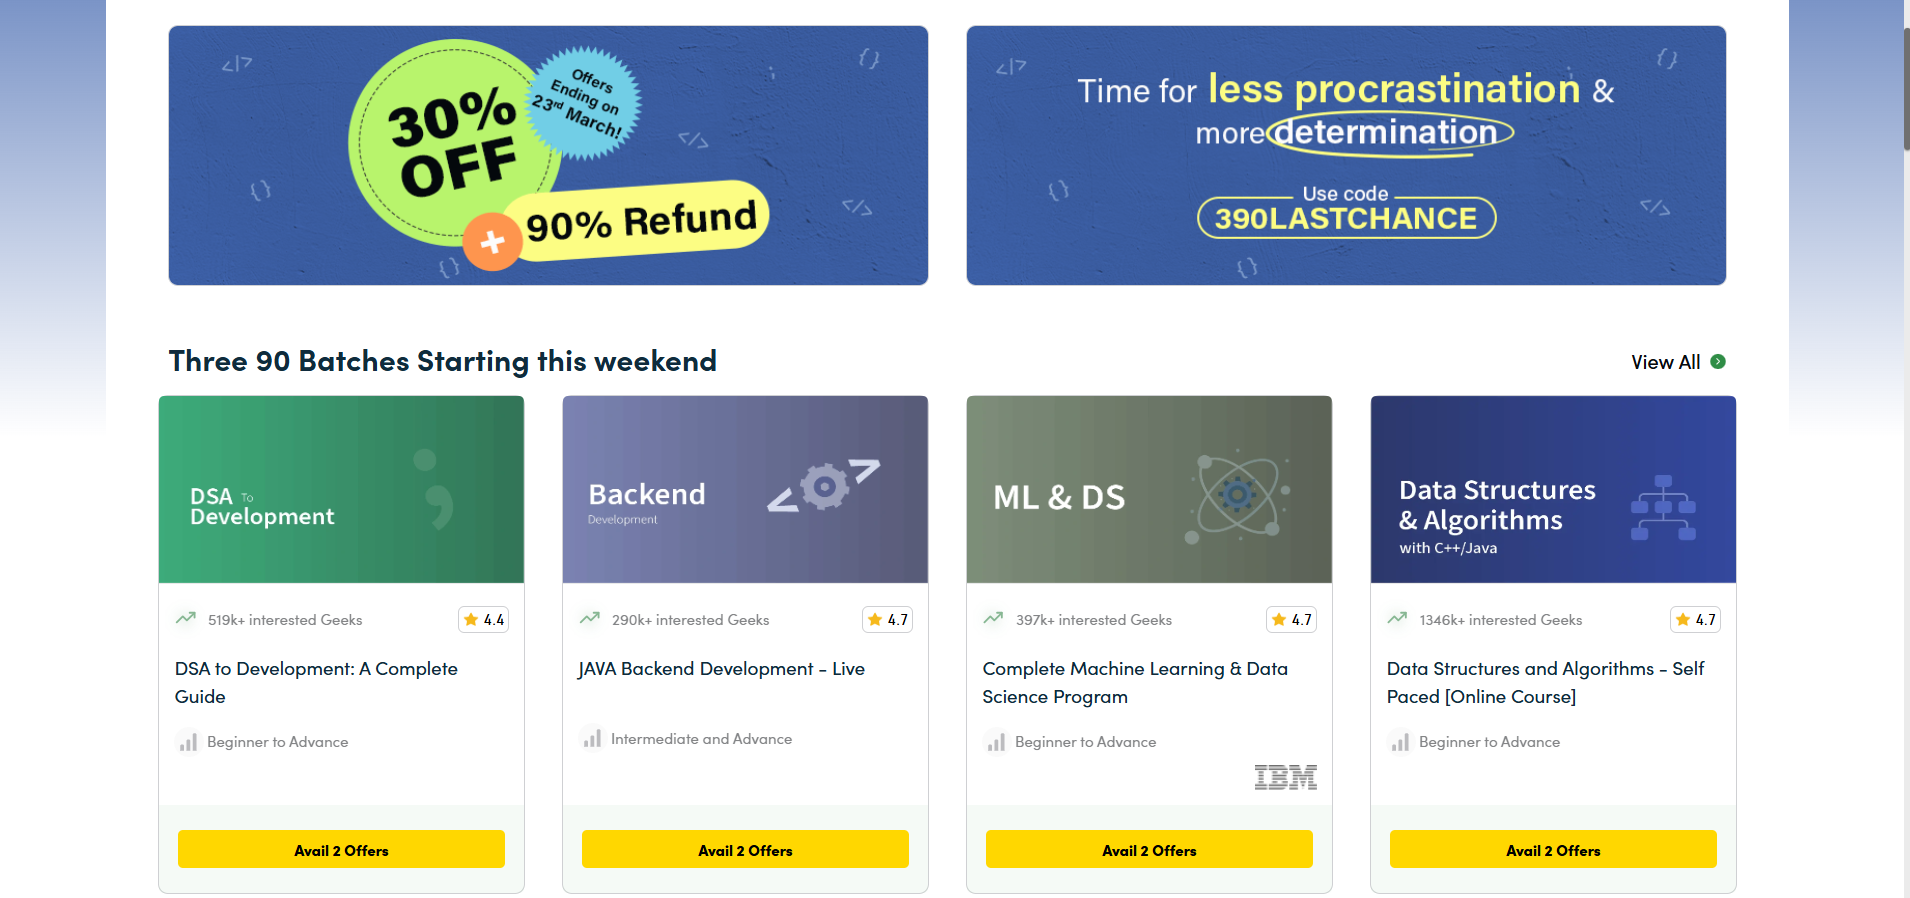 30%
OFF
Offers
Ending on
23rd March!
+ 90% Refund
Time for less procrastination &
more determination
Use code
390LASTCHANCE
Three 90 Batches Starting this weekend
View All
DSA To
Development
519k+ interested Geeks
4.4
DSA to Development: A Complete
Guide
Beginner to Advance
Avail 2 Offers
Backend
Development
290k+ interested Geeks
4.7
JAVA Backend Development - Live
Intermediate and Advance
Avail 2 Offers
ML & DS
397k+ interested Geeks
4.7
Complete Machine Learning & Data
Science Program
Beginner to Advance
IBM
Avail 2 Offers
Data Structures
& Algorithms
with C++/Java
1346k+ interested Geeks
4.7
Data Structures and Algorithms - Self
Paced [Online Course]
Beginner to Advance
Avail 2 Offers